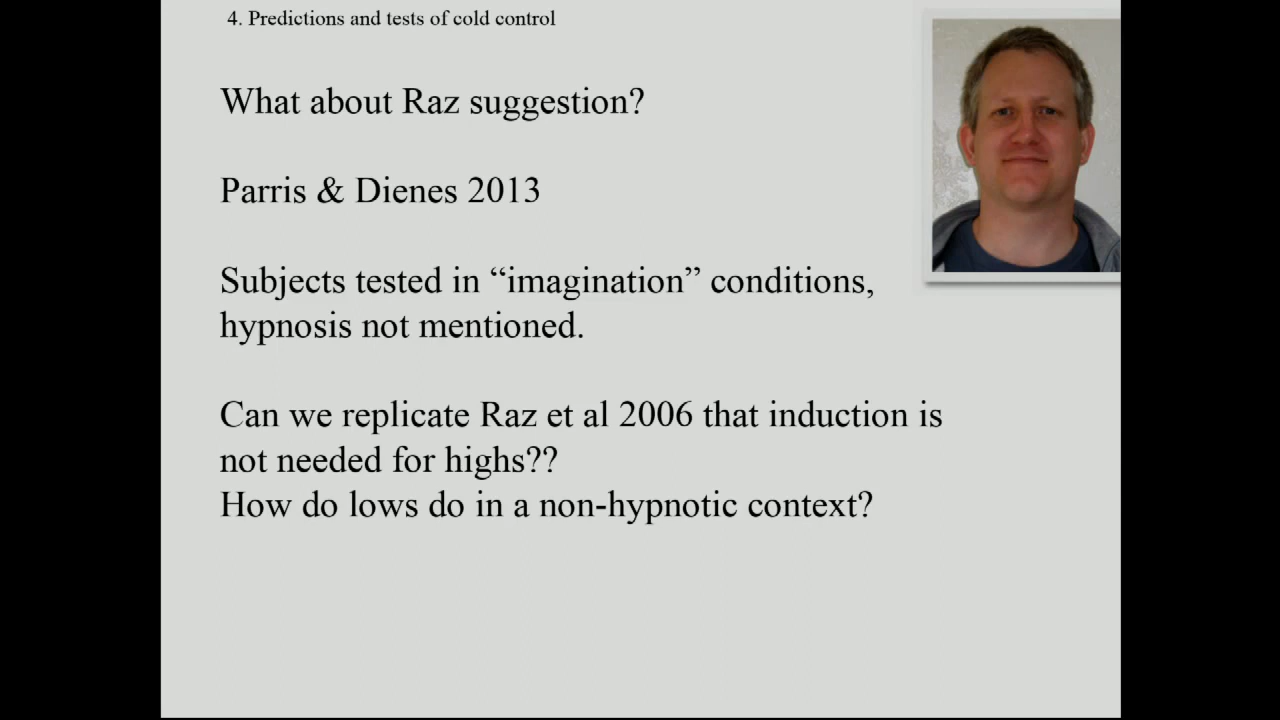 4. Predictions and tests of cold control
What about Raz suggestion?
Parris & Dienes 2013
Subjects tested in “imagination” conditions,
hypnosis not mentioned.
Can we replicate Raz et al 2006 that induction is
not needed for highs??
How do lows do in a non-hypnotic context?